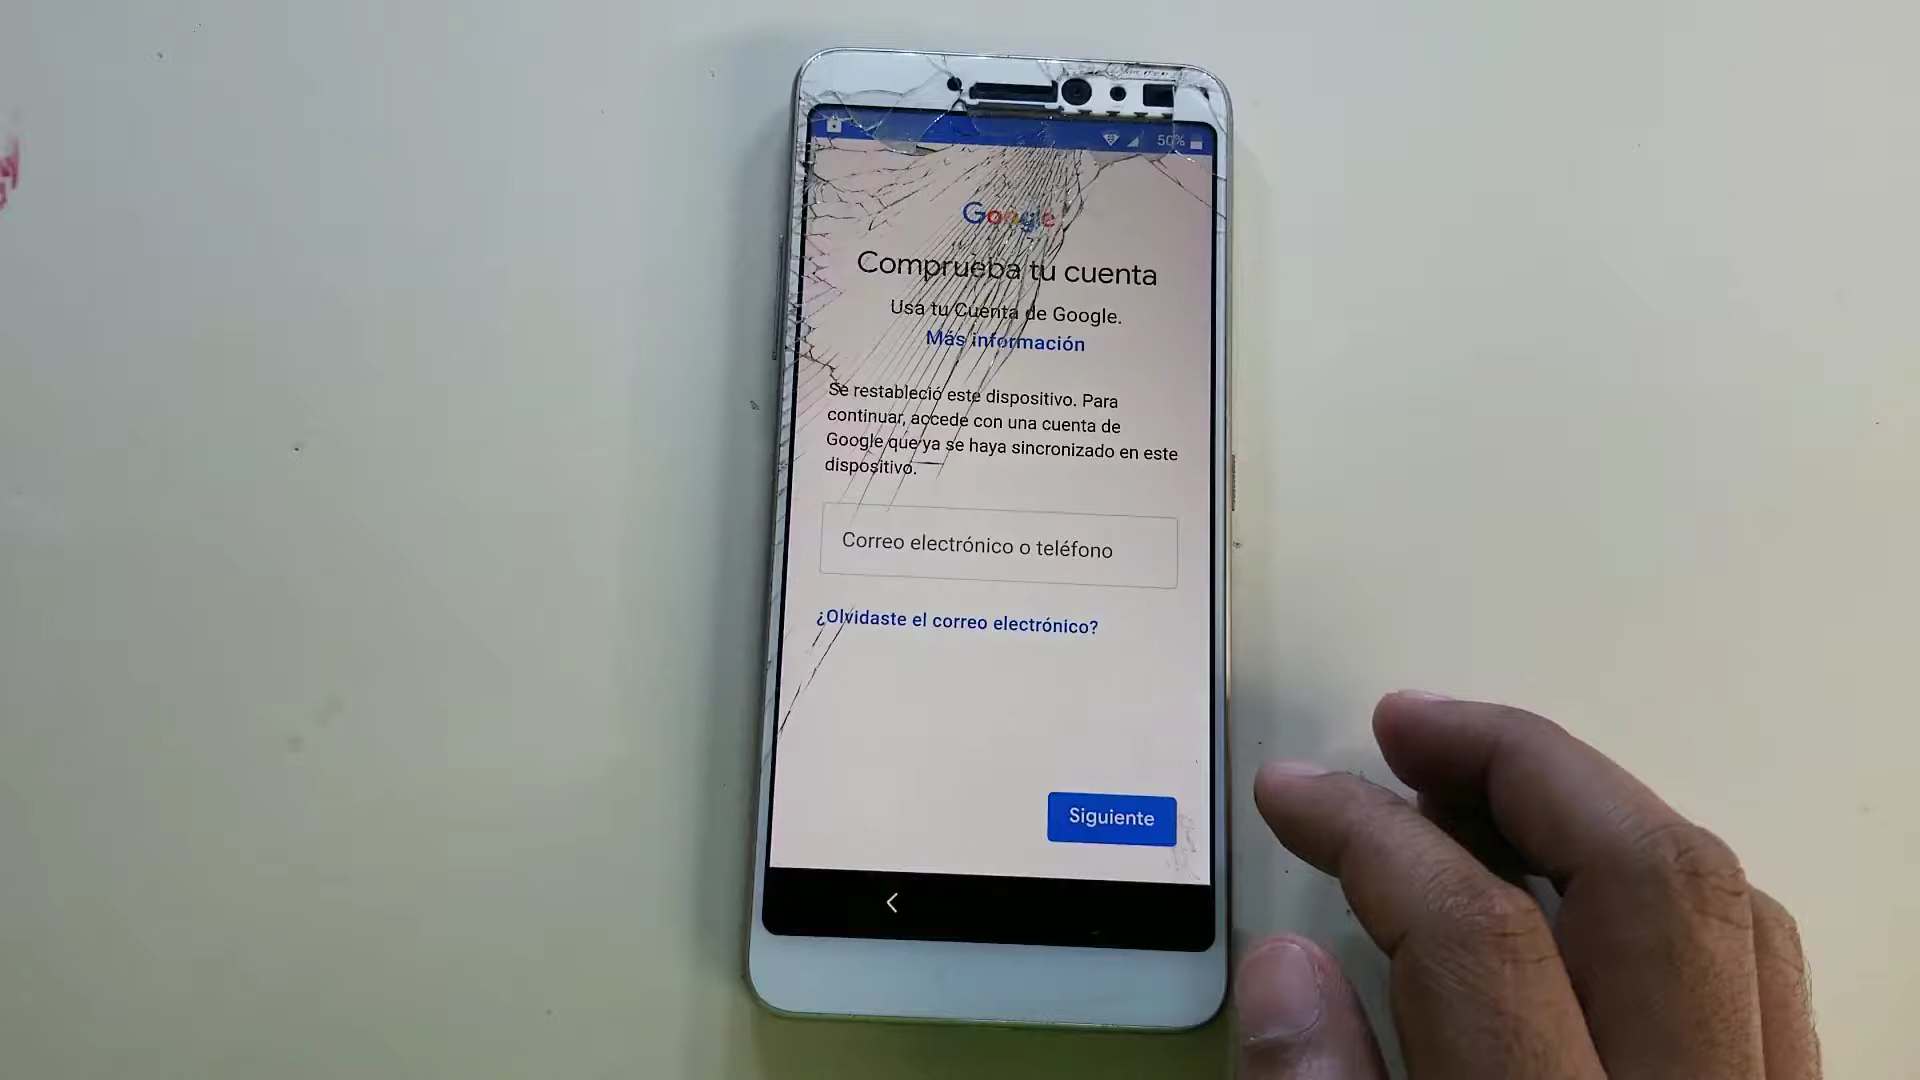 50%
Google
Comprueba tu cuenta
Usa tu Cuenta de Google.
Más información
Se restableció este dispositivo. Para
continuar, accede con una cuenta de
Google que ya se haya sincronizado en este
dispositivo.
Correo electrónico o teléfono
¿Olvidaste el correo electrónico?
Siguiente